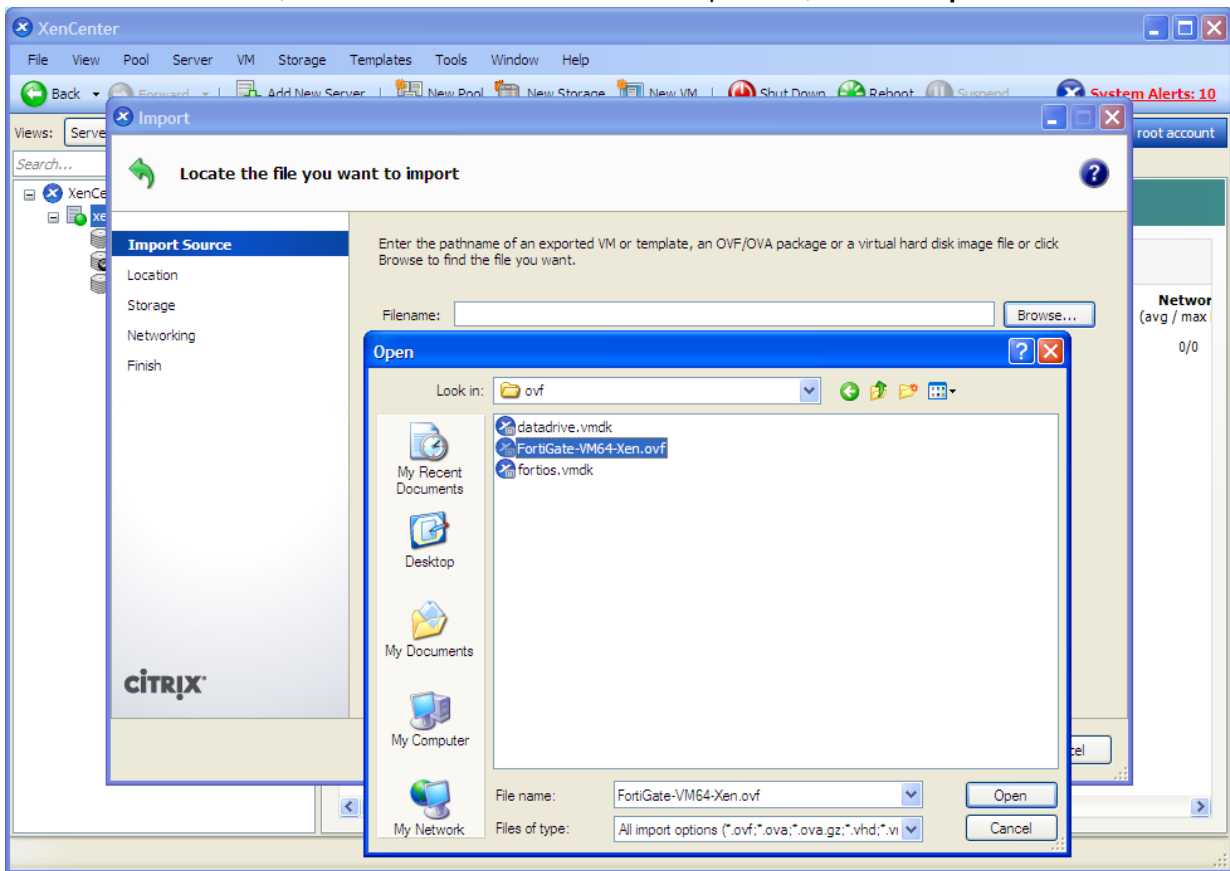 XenCenter
File View Pool Server VM Storage Templates Tools Window Help
Back Forward Add New Server New Pool New Storage New VM Shut Down Reboot Suspend System Alerts: 10
Import
Views: Serve
root account
Search...
Locate the file you want to import
XenCe
xe
Import Source
Location
Storage
Networking
Finish
Enter the pathname of an exported VM or template, an OVF/OVA package or a virtual hard disk image file or click
Browse to find the file you want.
Filename: Browse...
Networ
(avg / max
0/0
Open
Look in: ovf
datadrive.vmdk
FortiGate-VM64-Xen.ovf
fortios.vmdk
My Recent
Documents
Desktop
My Documents
My Computer
My Network
CITRIX
cel
File name: FortiGate-VM64-Xen.ovf Open
Files of type: All import options (*.ovf;*.ova;*.ova.gz;*.vhd;*.v Cancel